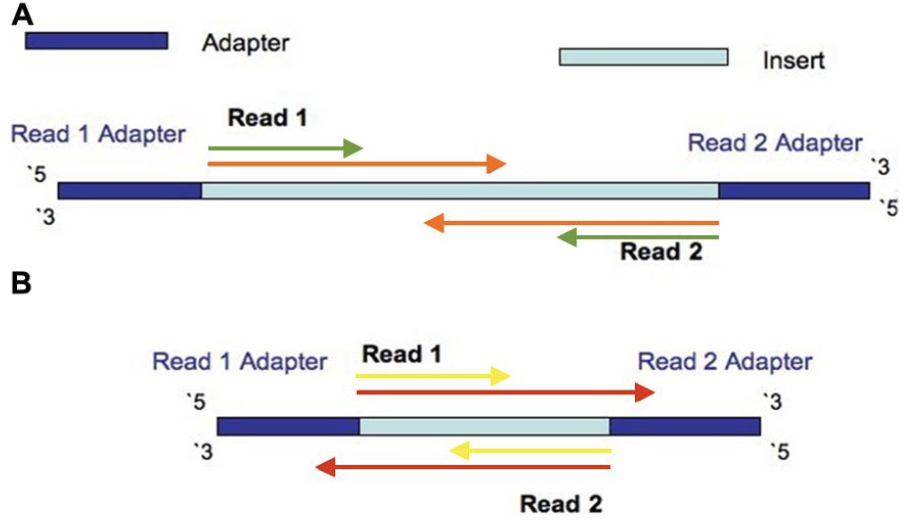 A
Adapter
Insert
Read 1
Read 1 Adapter
Read 2 Adapter
`5
`3
`3
`5
Read 2
B
Read 1 Adapter
Read 1
Read 2 Adapter
`5
`3
`3
`5
Read 2